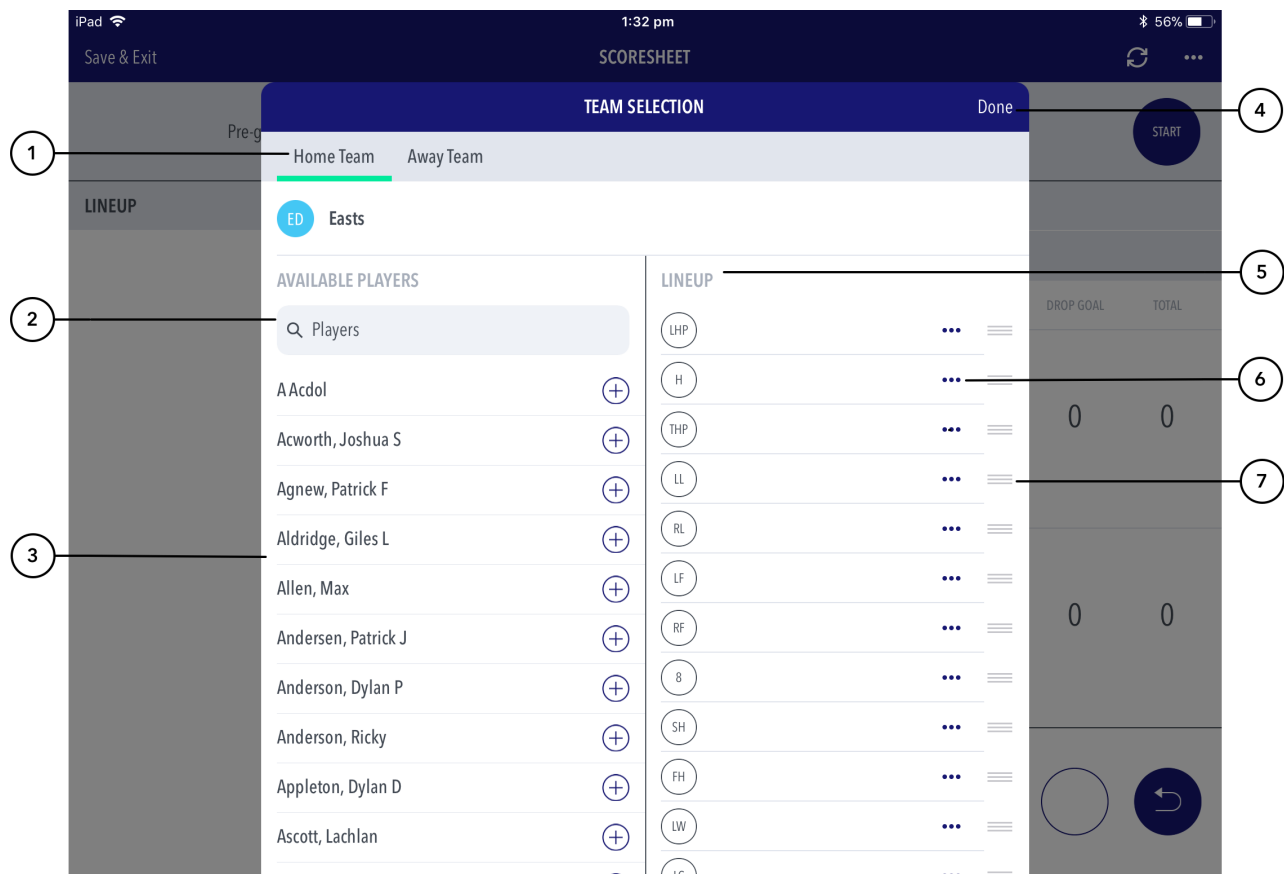 iPad 1:32 pm 56%
Save & Exit SCORESHEET •••
TEAM SELECTION Done 4
Pre-g START
1 Home Team Away Team
LINEUP
ED Easts
5
AVAILABLE PLAYERS LINEUP
2 DROP GOAL TOTAL
Players LHP •••
A Acdol H ••• 6
0 0
Acworth, Joshua S THP •••
Agnew, Patrick F LL ••• 7
Aldridge, Giles L RL •••
3
Allen, Max LF •••
0 0
Andersen, Patrick J RF •••
Anderson, Dylan P 8 •••
Anderson, Ricky SH •••
Appleton, Dylan D FH •••
Ascott, Lachlan LW •••